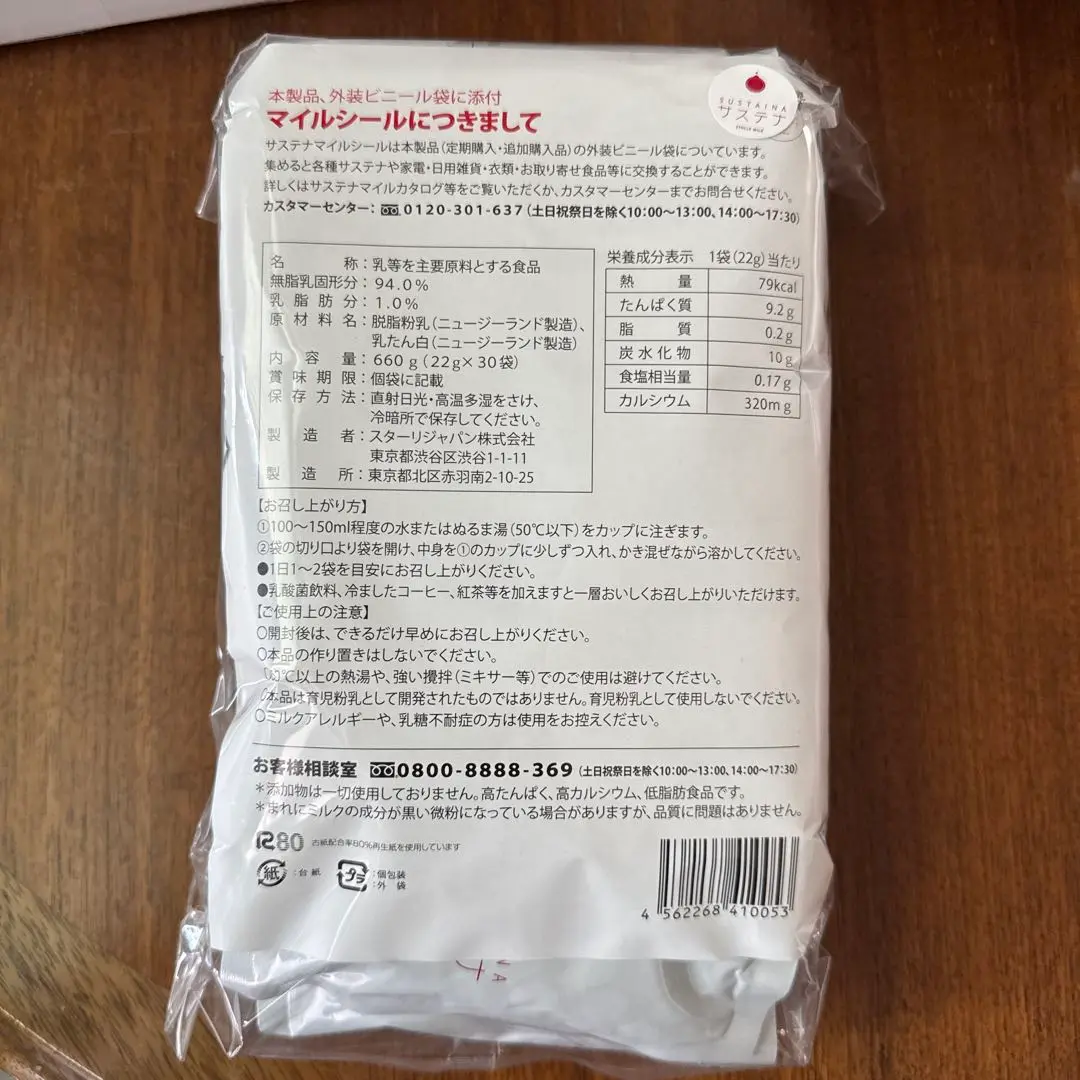 本製品、外装ビニール袋に添付
マイルシールにつきまして
SUSTAINA
サステナ
サステナマイルシールは本製品(定期購入・追加購入品)の外装ビニール袋についています。
集めると各種サステナや家電・日用雑貨・衣類・お取り寄せ食品等に交換することができます。
詳しくはサステナマイルカタログ等をご覧いただくか、カスタマーセンターまでお問合せください。
カスタマーセンター: 0120-301-637(土日祝祭日を除く10:00〜13:00、14:00〜17:30)
名称:乳等を主要原料とする食品
無脂乳固形分:94.0%
乳脂肪分:1.0%
原材料名:脱脂粉乳(ニュージーランド製造)、
乳たん白(ニュージーランド製造)
内容量:660g(22g×30袋)
賞味期限:個袋に記載
保存方法:直射日光・高温多湿をさけ、
冷暗所で保存してください。
製造者:スターリジャパン株式会社
東京都渋谷区渋谷1-1-11
製造所:東京都北区赤羽南2-10-25
栄養成分表示 1袋(22g)当たり
熱量 79kcal
たんぱく質 9.2g
脂質 0.2g
炭水化物 10g
食塩相当量 0.17g
カルシウム 320mg
【お召し上がり方】
①100〜150ml程度の水またはぬるま湯(50℃以下)をカップに注ぎます。
②袋の切り口より袋を開け、中身を①のカップに少しずつ入れ、かき混ぜながら溶かしてください。
●1日1〜2袋を目安にお召し上がりください。
●乳酸菌飲料、冷ましたコーヒー、紅茶等を加えますと一層おいしくお召し上がりいただけます。
【ご使用上の注意】
○開封後は、できるだけ早めにお召し上がりください。
○本品の作り置きはしないでください。
℃以上の熱湯や、強い攪拌(ミキサー等)でのご使用は避けてください。
○本品は育児粉乳として開発されたものではありません。育児粉乳として使用しないでください。
○ミルクアレルギーや、乳糖不耐症の方は使用をお控えください。
お客様相談室 0800-8888-369(土日祝祭日を除く10:00〜13:00、14:00〜17:30)
＊添加物は一切使用しておりません。高たんぱく、高カルシウム、低脂肪食品です。
＊まれにミルクの成分が黒い微粉になっている場合がありますが、品質に問題はありません。
R80 古紙配合率80%再生紙を使用しています
紙:台紙 プラ:個包装
:外袋
4 562268 410053